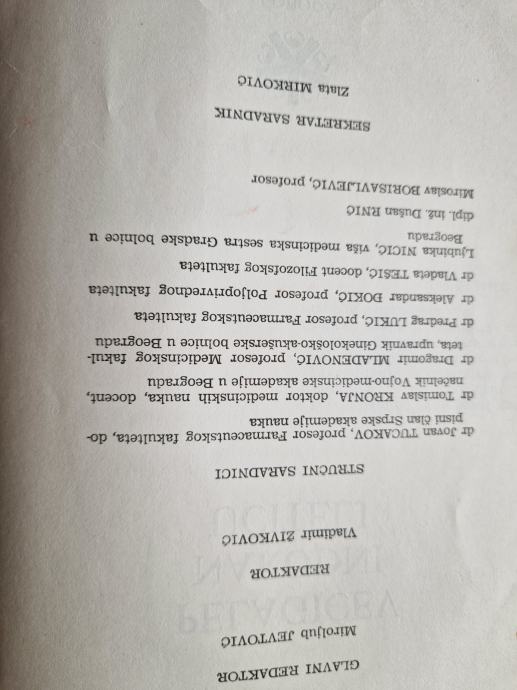 GLAVNI REDAKTOR
Miroljub JEVTOVIĆ
REDAKTOR
Vladimir ŽIVKOVIĆ
STRUČNI SARADNICI
dr Jovan TUCAKOV, profesor Farmaceutskog fakulteta, do-
pisni član Srpske akademije nauka
dr Tomislav KRONJA, doktor medicinskih nauka, docent,
načelnik Vojno-medicinske akademije u Beogradu
dr Dragomir MLADENOVIĆ, profesor Medicinskog fakul-
teta, upravnik Ginekološko-akušerske bolnice u Beogradu
dr Predrag LUKIĆ, profesor Farmaceutskog fakulteta
dr Aleksandar ĐOKIĆ, profesor Poljoprivrednog fakulteta
dr Vladeta TEŠIĆ, docent Filozofskog fakulteta
Ljubinka NICIĆ, viša medicinska sestra Gradske bolnice u
Beogradu
dipl. inž. Dušan RNIĆ
Miroslav BORISAVLJEVIĆ, profesor
SEKRETAR SARADNIK
Zlata MIRKOVIĆ
PELAGIĆEV
NARODNI
UČITELJ